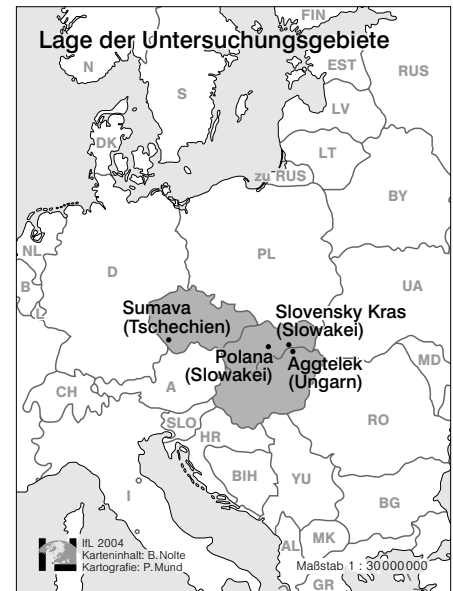 FIN
Lage der Untersuchungsgebiete
N
EST
RUS
S
LV
DK
LT
zu RUS
BY
NL
PL
D
B
UA
L
Sumava
(Tschechien)
Slovensky Kras
(Slowakei)
Polana
(Slowakei)
Aggtelek
(Ungarn)
MD
CH
A
RO
SLO
HR
BIH
YU
I
BG
AL
MK
GR
IfL 2004
Karteninhalt: B. Nolte
Kartografie: P. Mund
Maßstab 1 : 30000000